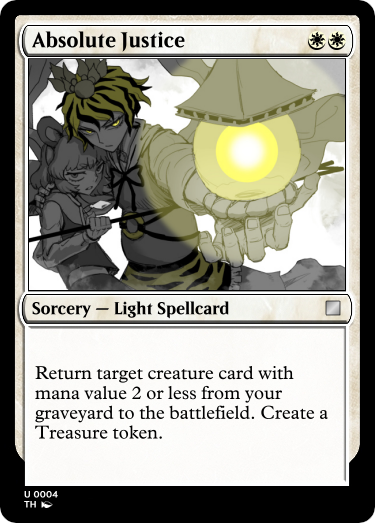 Absolute Justice
Sorcery — Light Spellcard
Return target creature card with
mana value 2 or less from your
graveyard to the battlefield. Create a
Treasure token.
U 0004
TH